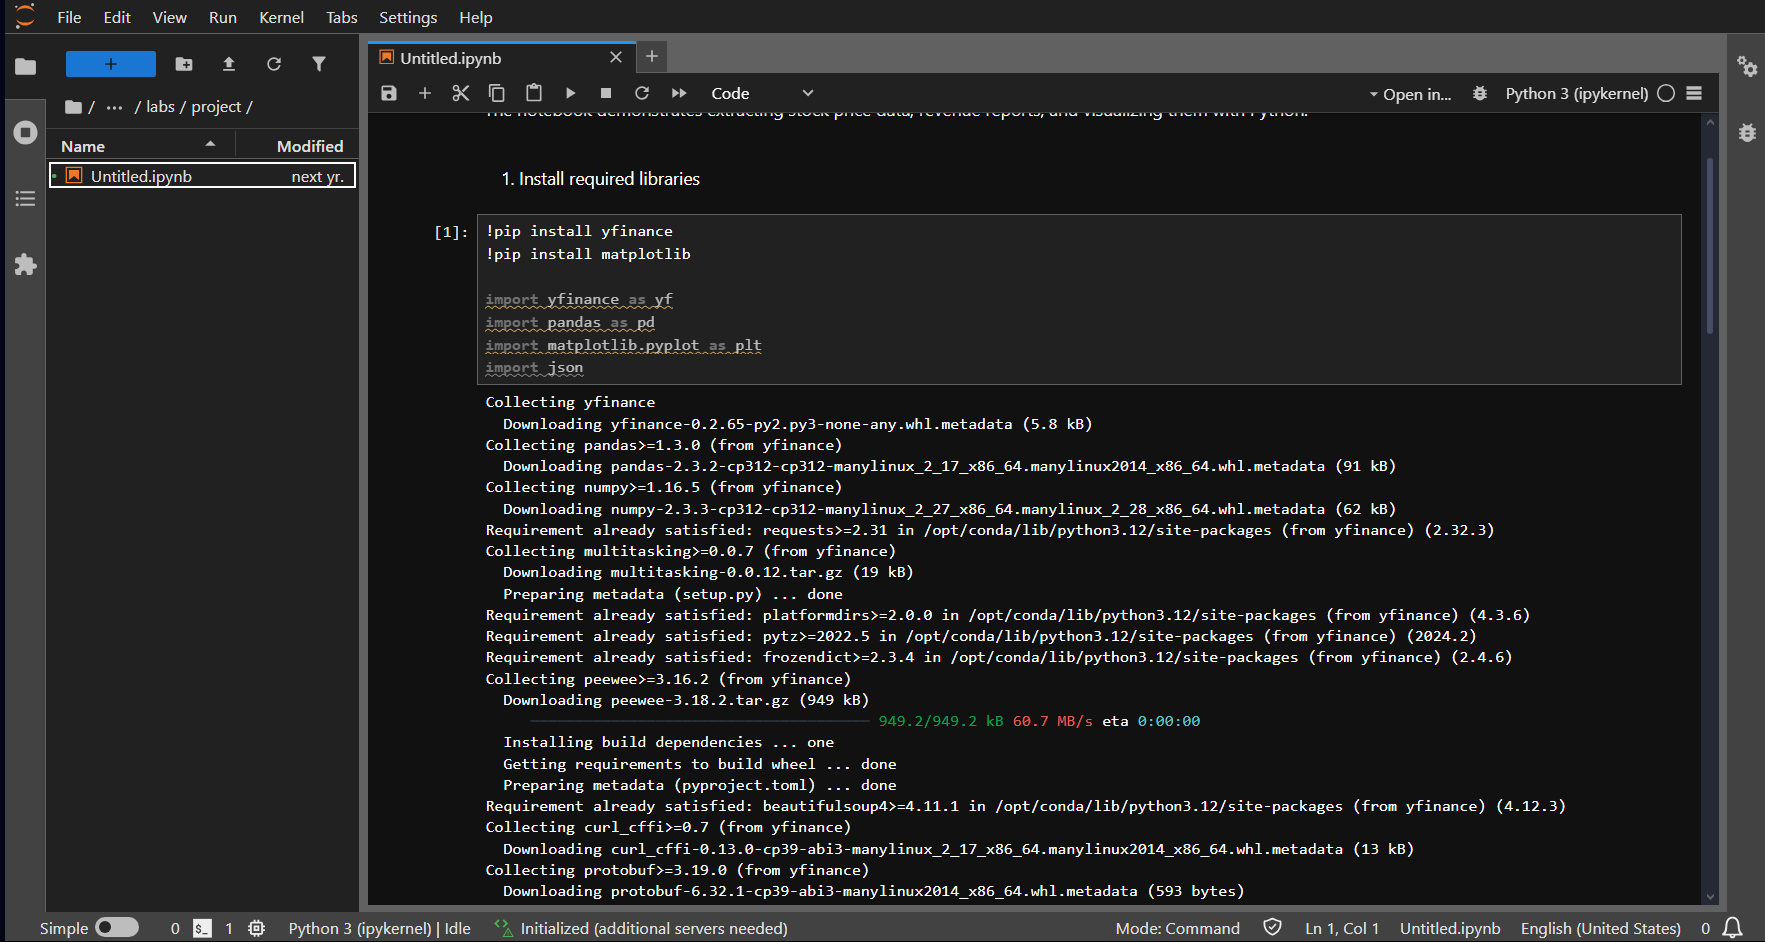 File Edit View Run Kernel Tabs Settings Help
+
/ ... / labs / project /
Name Modified
Untitled.ipynb next yr.
Untitled.ipynb
Code
Open in...
Python 3 (ipykernel)
The notebook demonstrates extracting stock price data, revenue reports, and visualizing them with Python.
1. Install required libraries
[1]:
!pip install yfinance
!pip install matplotlib
import yfinance as yf
import pandas as pd
import matplotlib.pyplot as plt
import json
Collecting yfinance
Downloading yfinance-0.2.65-py2.py3-none-any.whl.metadata (5.8 kB)
Collecting pandas>=1.3.0 (from yfinance)
Downloading pandas-2.3.2-cp312-cp312-manylinux_2_17_x86_64.manylinux2014_x86_64.whl.metadata (91 kB)
Collecting numpy>=1.16.5 (from yfinance)
Downloading numpy-2.3.3-cp312-cp312-manylinux_2_27_x86_64.manylinux_2_28_x86_64.whl.metadata (62 kB)
Requirement already satisfied: requests>=2.31 in /opt/conda/lib/python3.12/site-packages (from yfinance) (2.32.3)
Collecting multitasking>=0.0.7 (from yfinance)
Downloading multitasking-0.0.12.tar.gz (19 kB)
Preparing metadata (setup.py) ... done
Requirement already satisfied: platformdirs>=2.0.0 in /opt/conda/lib/python3.12/site-packages (from yfinance) (4.3.6)
Requirement already satisfied: pytz>=2022.5 in /opt/conda/lib/python3.12/site-packages (from yfinance) (2024.2)
Requirement already satisfied: frozendict>=2.3.4 in /opt/conda/lib/python3.12/site-packages (from yfinance) (2.4.6)
Collecting peewee>=3.16.2 (from yfinance)
Downloading peewee-3.18.2.tar.gz (949 kB)
949.2/949.2 kB 60.7 MB/s eta 0:00:00
Installing build dependencies ... one
Getting requirements to build wheel ... done
Preparing metadata (pyproject.toml) ... done
Requirement already satisfied: beautifulsoup4>=4.11.1 in /opt/conda/lib/python3.12/site-packages (from yfinance) (4.12.3)
Collecting curl_cffi>=0.7 (from yfinance)
Downloading curl_cffi-0.13.0-cp39-abi3-manylinux_2_17_x86_64.manylinux2014_x86_64.whl.metadata (13 kB)
Collecting protobuf>=3.19.0 (from yfinance)
Downloading protobuf-6.32.1-cp39-abi3-manylinux2014_x86_64.whl.metadata (593 bytes)
Simple 0 $_ 1 Python 3 (ipykernel) | Idle Initialized (additional servers needed) Mode: Command Ln 1, Col 1 Untitled.ipynb English (United States) 0